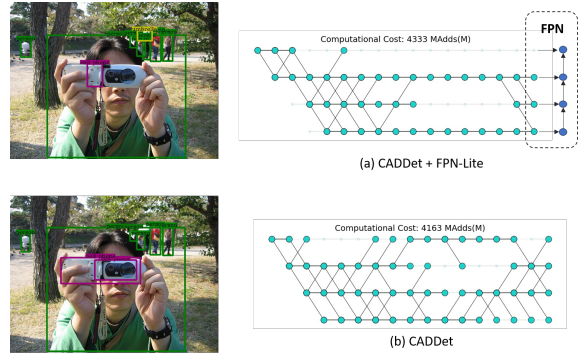 FPN
Computational Cost: 4333 MAdds(M)
(a) CADDet + FPN-Lite
Computational Cost: 4163 MAdds(M)
(b) CADDet